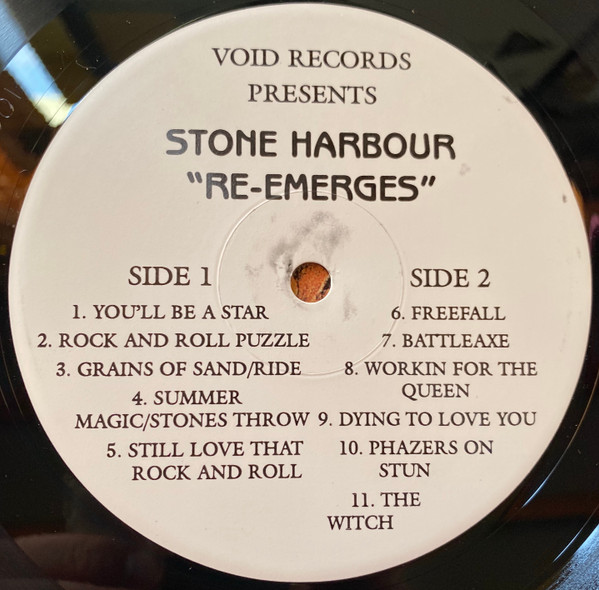 VOID RECORDS
PRESENTS
STONE HARBOUR
"RE-EMERGES"
SIDE 1
1. YOU'LL BE A STAR
2. ROCK AND ROLL PUZZLE
3. GRAINS OF SAND/RIDE
4. SUMMER
MAGIC/STONES THROW
5. STILL LOVE THAT
ROCK AND ROLL
SIDE 2
6. FREEFALL
7. BATTLEAXE
8. WORKIN FOR THE
QUEEN
9. DYING TO LOVE YOU
10. PHAZERS ON
STUN
11. THE
WITCH